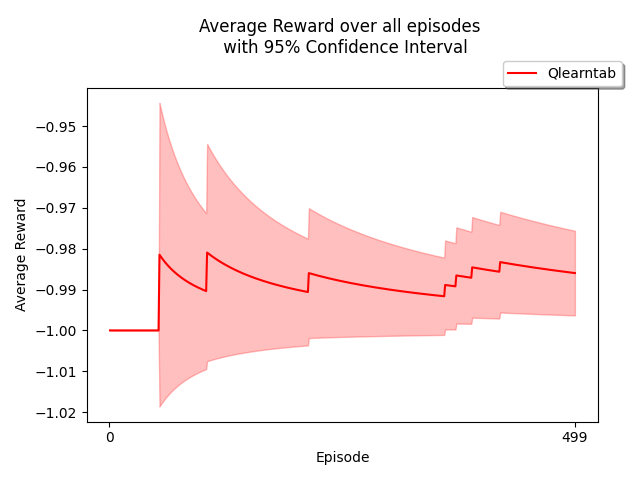 Average Reward over all episodes
with 95% Confidence Interval
Qlearntab
−0.95
−0.96
−0.97
−0.98
−0.99
−1.00
−1.01
−1.02
Average Reward
0
499
Episode